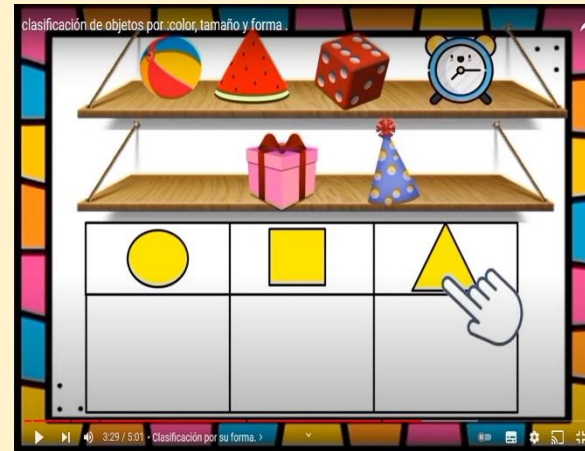 clasificación de objetos por :color, tamaño y forma .
3:29 / 5:01 • Clasificación por su forma. >